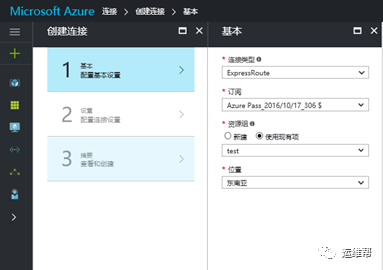 Microsoft Azure 连接 > 创建连接 > 基本
创建连接
1 基本
配置基本设置
2 设置
配置连接设置
3 摘要
查看和创建
基本
* 连接类型
ExpressRoute
* 订阅
Azure Pass_2016/10/17_306 $
* 资源组
新建 使用现有项
test
* 位置
东南亚
运维帮